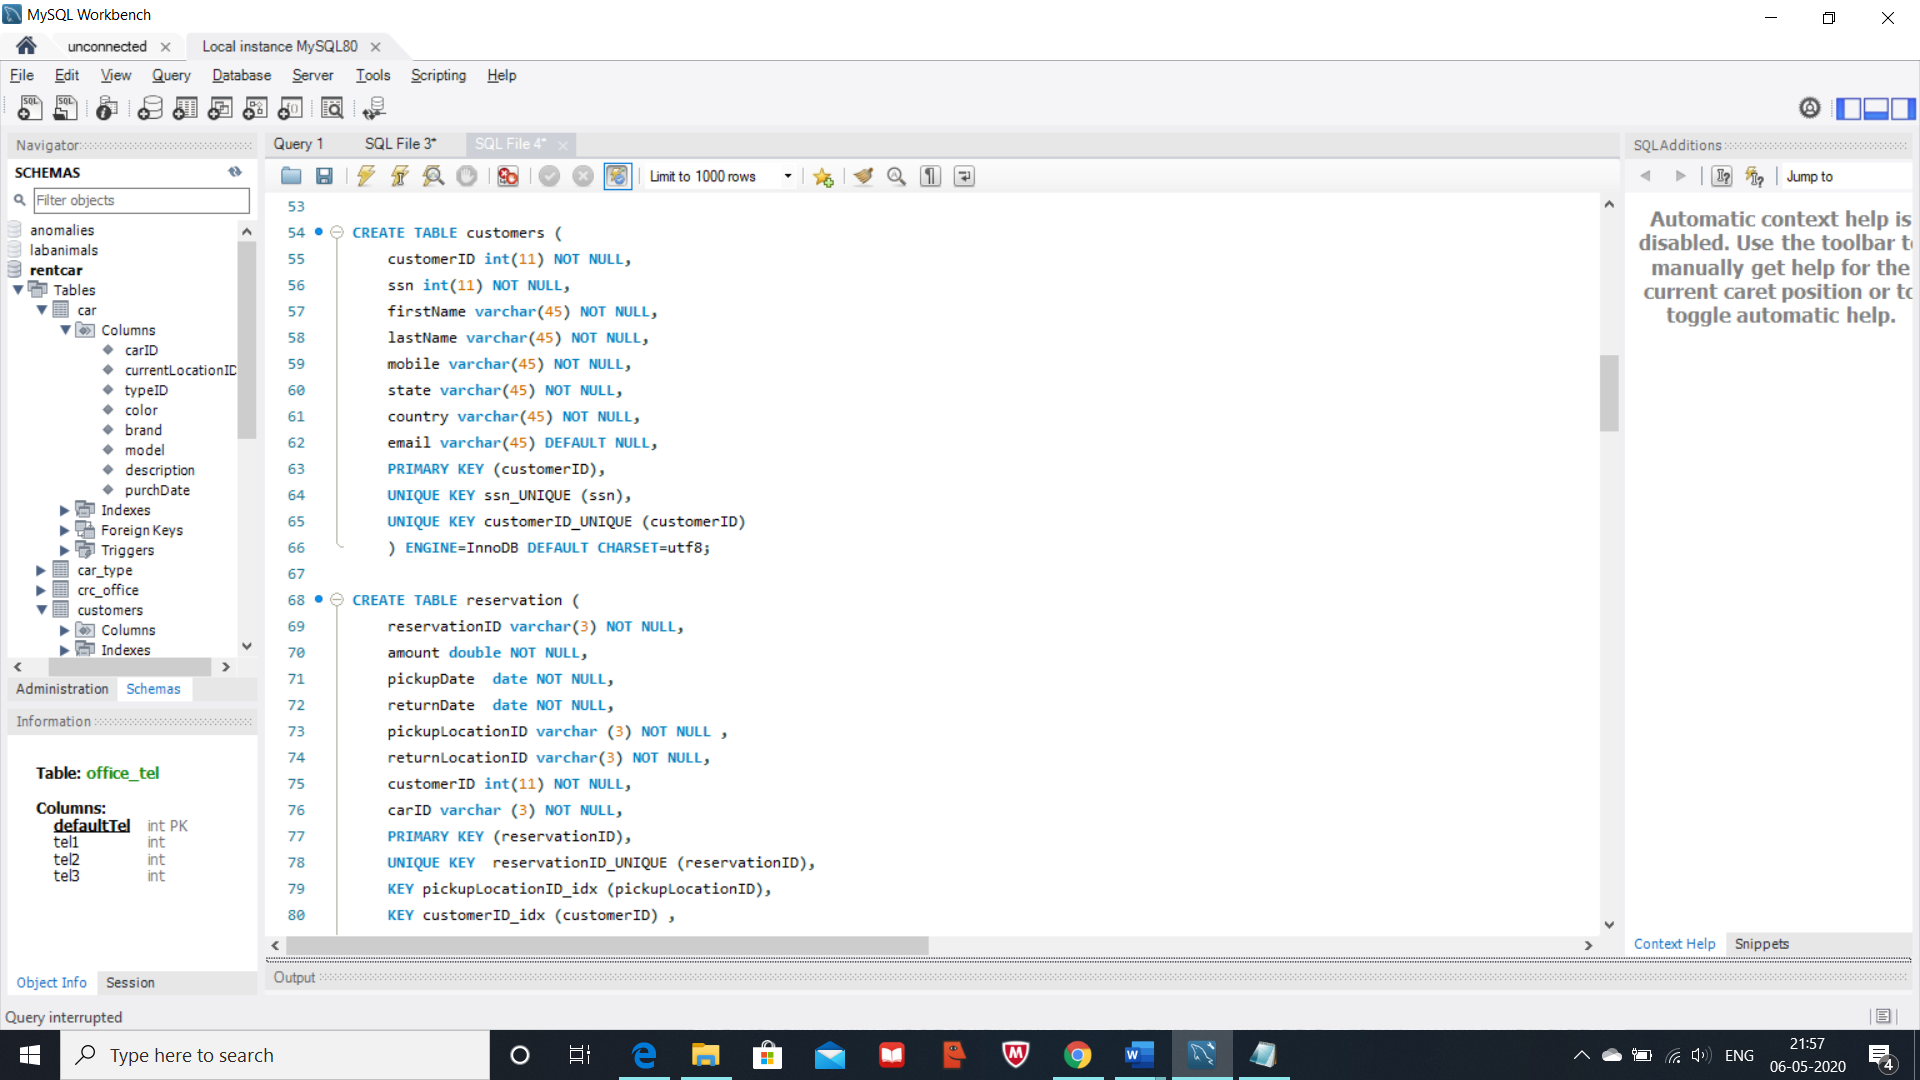 MySQL Workbench
unconnected
Local instance MySQL80
File Edit View Query Database Server Tools Scripting Help
Navigator
SCHEMAS
Filter objects
anomalies
labanimals
rentcar
Tables
car
Columns
carID
currentLocationID
typeID
color
brand
model
description
purchDate
Indexes
Foreign Keys
Triggers
car_type
crc_office
customers
Columns
Indexes
Administration Schemas
Information
Table: office_tel
Columns:
defaultTel int PK
tel1 int
tel2 int
tel3 int
Object Info Session
Query interrupted
Query 1 SQL File 3* SQL File 4*
Limit to 1000 rows
53
54 CREATE TABLE customers (
55 customerID int(11) NOT NULL,
56 ssn int(11) NOT NULL,
57 firstName varchar(45) NOT NULL,
58 lastName varchar(45) NOT NULL,
59 mobile varchar(45) NOT NULL,
60 state varchar(45) NOT NULL,
61 country varchar(45) NOT NULL,
62 email varchar(45) DEFAULT NULL,
63 PRIMARY KEY (customerID),
64 UNIQUE KEY ssn_UNIQUE (ssn),
65 UNIQUE KEY customerID_UNIQUE (customerID)
66 ) ENGINE=InnoDB DEFAULT CHARSET=utf8;
67
68 CREATE TABLE reservation (
69 reservationID varchar(3) NOT NULL,
70 amount double NOT NULL,
71 pickupDate  date NOT NULL,
72 returnDate  date NOT NULL,
73 pickupLocationID varchar (3) NOT NULL ,
74 returnLocationID varchar(3) NOT NULL,
75 customerID int(11) NOT NULL,
76 carID varchar (3) NOT NULL,
77 PRIMARY KEY (reservationID),
78 UNIQUE KEY  reservationID_UNIQUE (reservationID),
79 KEY pickupLocationID_idx (pickupLocationID),
80 KEY customerID_idx (customerID) ,
Output
SQLAdditions
Jump to
Automatic context help is
disabled. Use the toolbar to
manually get help for the
current caret position or to
toggle automatic help.
Context Help Snippets
Type here to search
ENG
21:57
06-05-2020
4